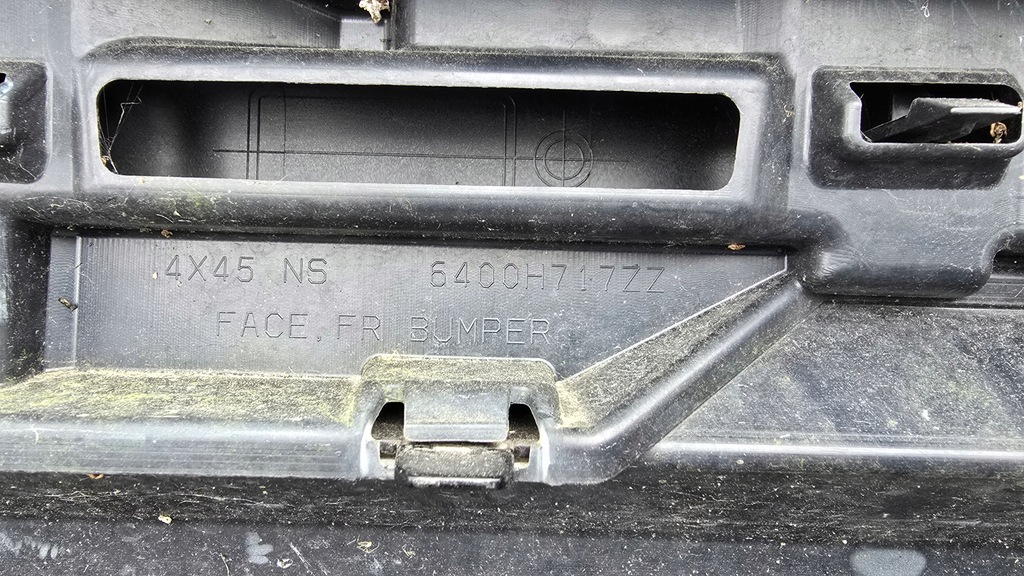 4X45 NS 6400H717ZZ
FACE, FR BUMPER